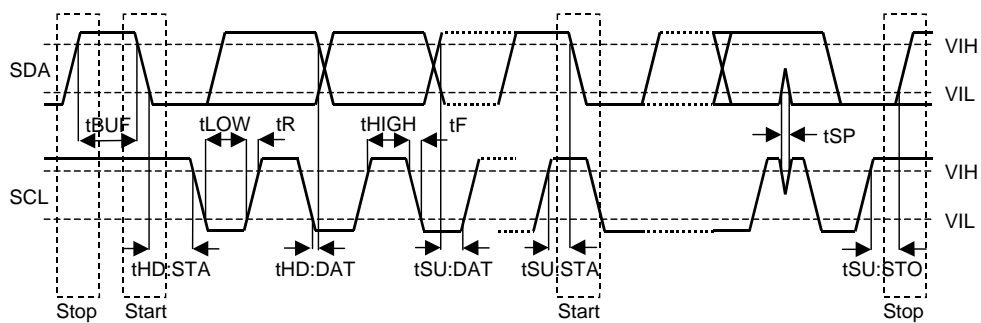 VIH
SDA
VIL
tBUF
tLOW
tR
tHIGH
tF
tSP
VIH
SCL
VIL
tHD:STA
tHD:DAT
tSU:DAT
tSU:STA
tSU:STO
Stop
Start
Start
Stop